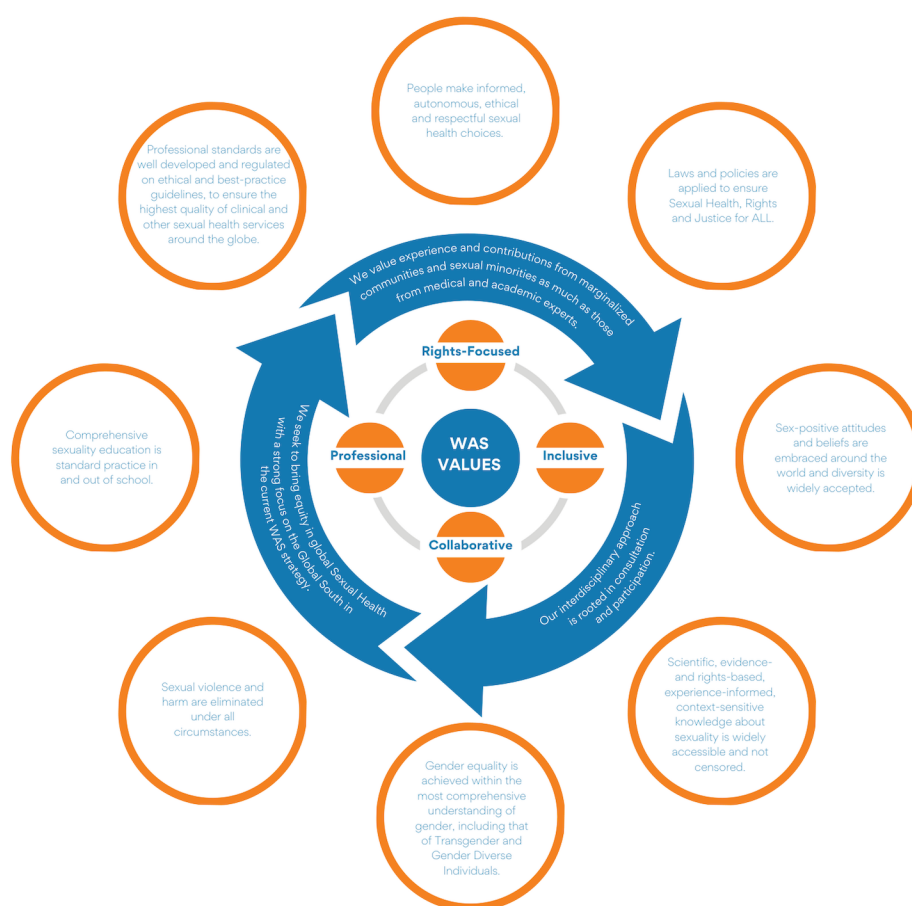 People make informed,
autonomous, ethical
and respectful sexual
health choices.
Professional standards are
well developed and regulated
on ethical and best-practice
guidelines, to ensure the
highest quality of clinical and
other sexual health services
around the globe.
Laws and policies are
applied to ensure
Sexual Health, Rights
and Justice for ALL.
We value experience and contributions from marginalized
communities and sexual minorities as much as those
from medical and academic experts.
Rights-Focused
Professional
WAS
VALUES
Inclusive
Collaborative
Comprehensive
sexuality education is
standard practice in
and out of school.
We seek to bring equity in global Sexual Health
with a strong focus on the Global South in
the current WAS strategy.
Sex-positive attitudes
and beliefs are
embraced around the
world and diversity is
widely accepted.
Our interdisciplinary approach
is rooted in consultation
and participation.
Sexual violence and
harm are eliminated
under all
circumstances.
Scientific, evidence-
and rights-based,
experience-informed,
context-sensitive
knowledge about
sexuality is widely
accessible and not
censored.
Gender equality is
achieved within the
most comprehensive
understanding of
gender, including that
of Transgender and
Gender Diverse
Individuals.